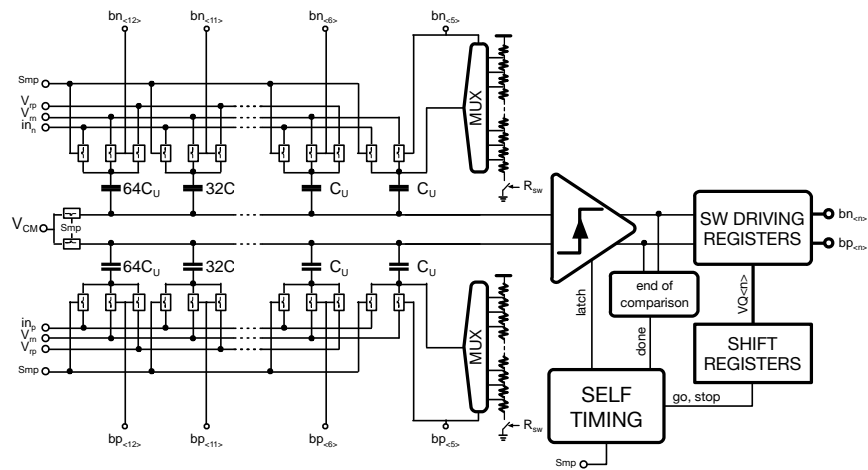 bn<12> bn<11> bn<6> bn<5>
Smp
Vrp
Vrn
inn
MUX
RSW
64CU 32C CU CU
VCM
Smp
SW DRIVING
REGISTERS
bn<n>
bp<n>
64CU 32C CU CU
latch
end of
comparison
done
VQ<n>
inp
Vrn
Vrp
Smp
MUX
RSW
SHIFT
REGISTERS
SELF
TIMING
go, stop
bp<12> bp<11> bp<6> bp<5>
Smp